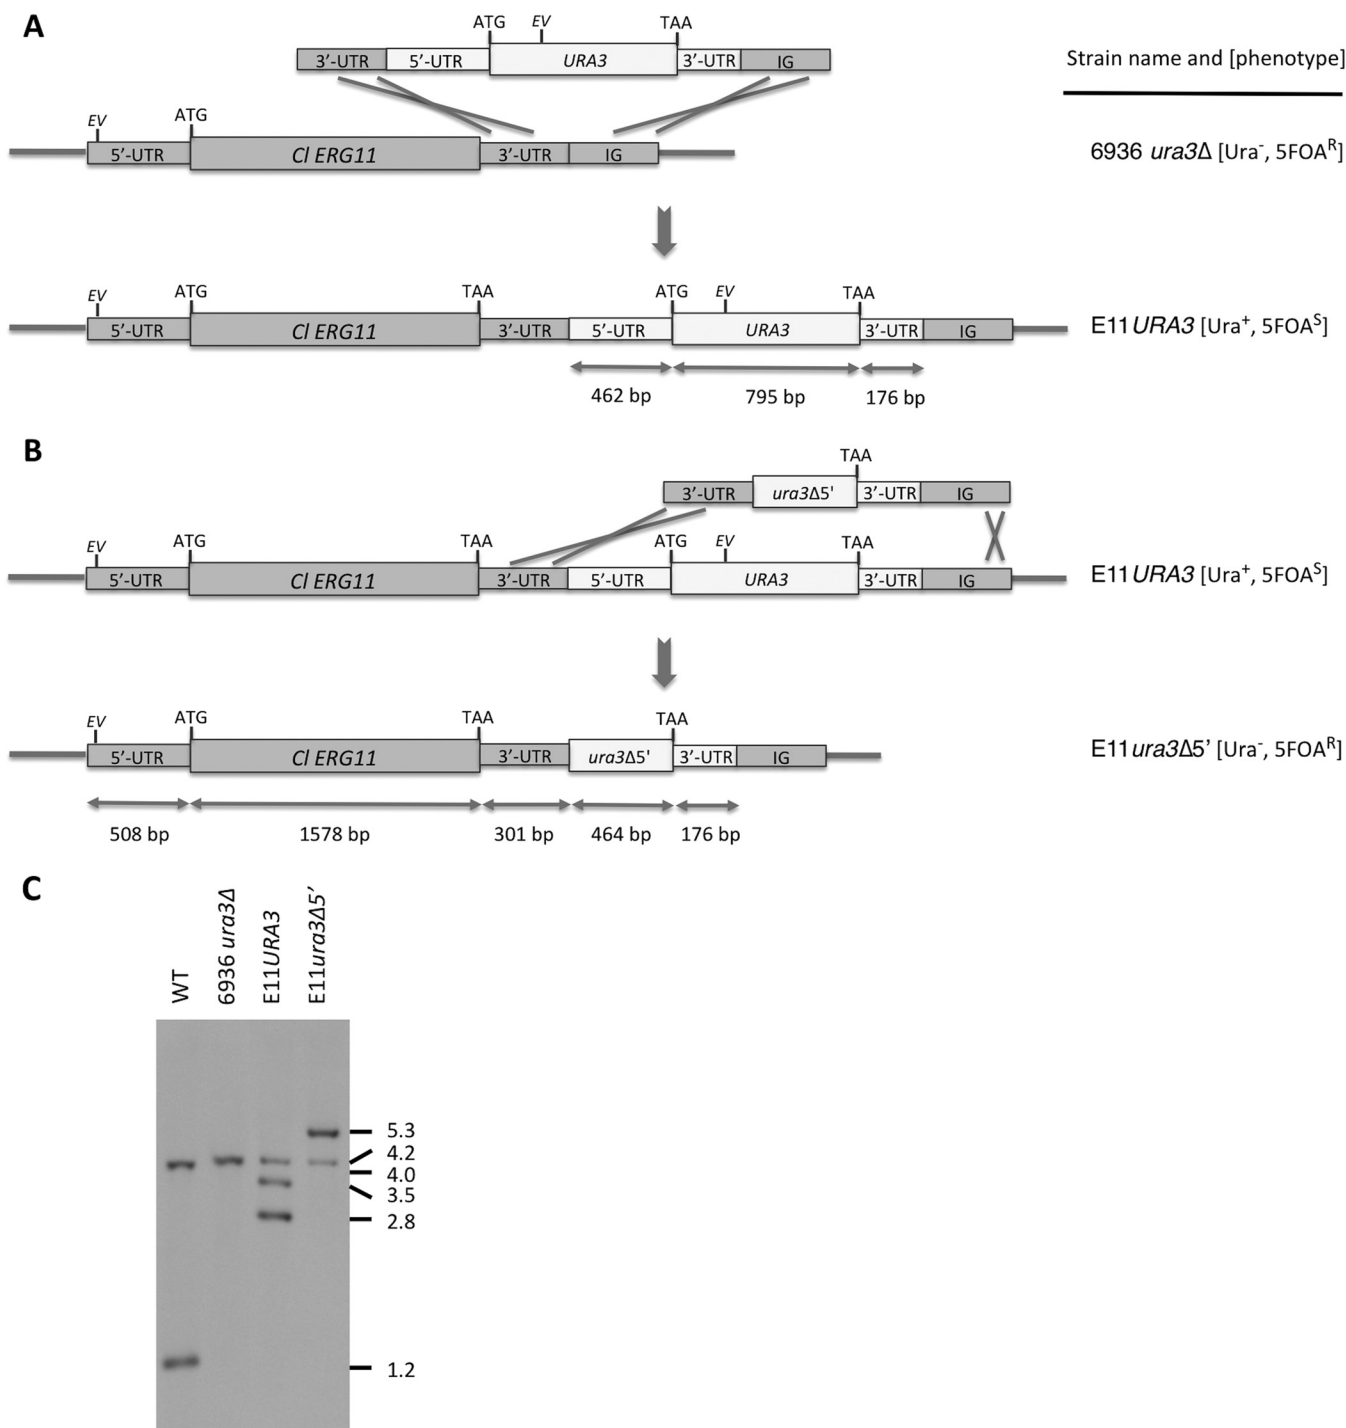 A
ATG EV TAA
3’-UTR 5’-UTR URA3 3’-UTR IG
Strain name and [phenotype]
EV ATG
5’-UTR Cl ERG11 3’-UTR IG
6936 ura3Δ [Ura⁻, 5FOAᴿ]
EV ATG TAA ATG EV TAA
5’-UTR Cl ERG11 3’-UTR 5’-UTR URA3 3’-UTR IG
E11URA3 [Ura⁺, 5FOAˢ]
462 bp 795 bp 176 bp
B
TAA
3’-UTR ura3Δ5' 3’-UTR IG
EV ATG TAA ATG EV TAA
5’-UTR Cl ERG11 3’-UTR 5’-UTR URA3 3’-UTR IG
E11URA3 [Ura⁺, 5FOAˢ]
EV ATG TAA TAA
5’-UTR Cl ERG11 3’-UTR ura3Δ5' 3’-UTR IG
E11ura3Δ5’ [Ura⁻, 5FOAᴿ]
508 bp 1578 bp 301 bp 464 bp 176 bp
C
WT
6936 ura3Δ
E11URA3
E11ura3Δ5’
5.3
4.2
4.0
3.5
2.8
1.2